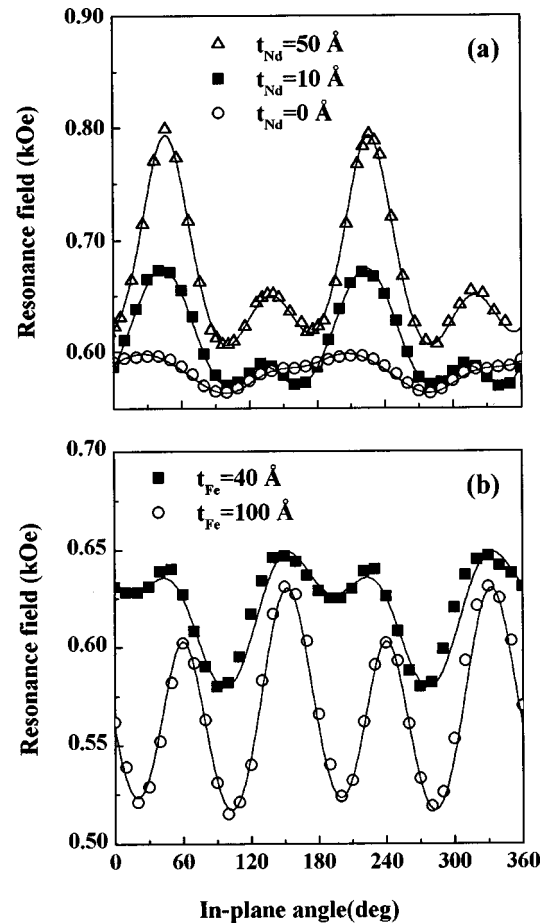 0.90
(a)
t_Nd=50 Å
t_Nd=10 Å
t_Nd=0 Å
0.80
0.70
0.60
Resonance field (kOe)
0.70
(b)
t_Fe=40 Å
t_Fe=100 Å
0.65
0.60
0.55
0.50
Resonance field (kOe)
0 60 120 180 240 300 360
In-plane angle(deg)